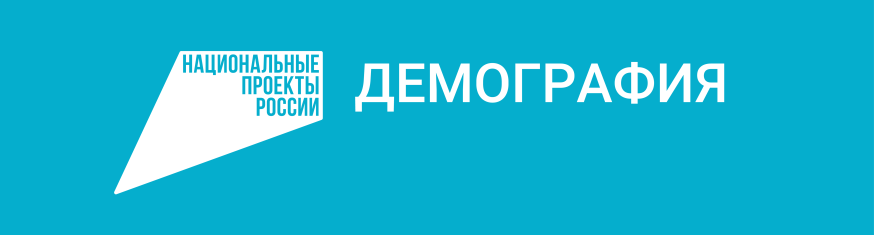 НАЦИОНАЛЬНЫЕ
ПРОЕКТЫ
РОССИИ
ДЕМОГРАФИЯ